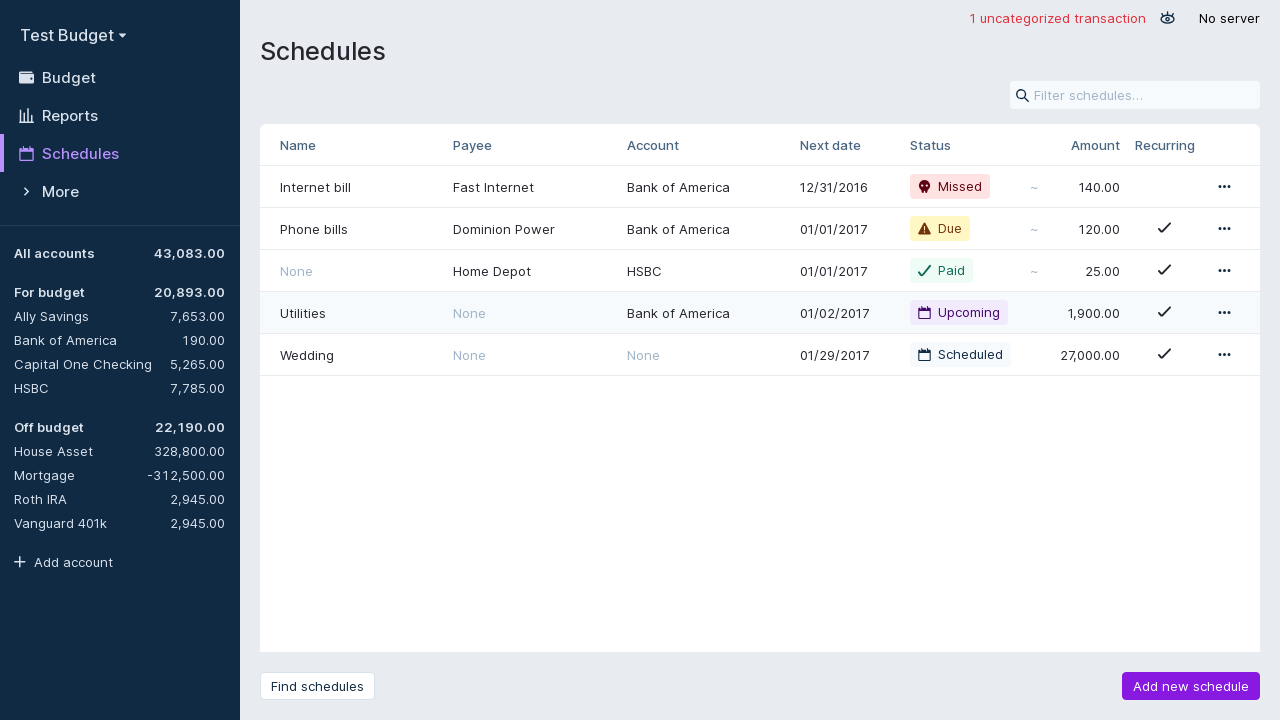 Test Budget
Budget
Reports
Schedules
More
All accounts 43,083.00
For budget 20,893.00
Ally Savings 7,653.00
Bank of America 190.00
Capital One Checking 5,265.00
HSBC 7,785.00
Off budget 22,190.00
House Asset 328,800.00
Mortgage -312,500.00
Roth IRA 2,945.00
Vanguard 401k 2,945.00
Add account
1 uncategorized transaction No server
Schedules
Filter schedules…
Name Payee Account Next date Status Amount Recurring
Internet bill Fast Internet Bank of America 12/31/2016 Missed ~ 140.00
Phone bills Dominion Power Bank of America 01/01/2017 Due ~ 120.00
None Home Depot HSBC 01/01/2017 Paid ~ 25.00
Utilities None Bank of America 01/02/2017 Upcoming 1,900.00
Wedding None None 01/29/2017 Scheduled 27,000.00
Find schedules Add new schedule